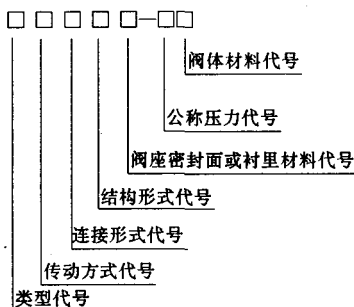 □□□□□—□□
阀体材料代号
公称压力代号
阀座密封面或衬里材料代号
结构形式代号
连接形式代号
传动方式代号
类型代号